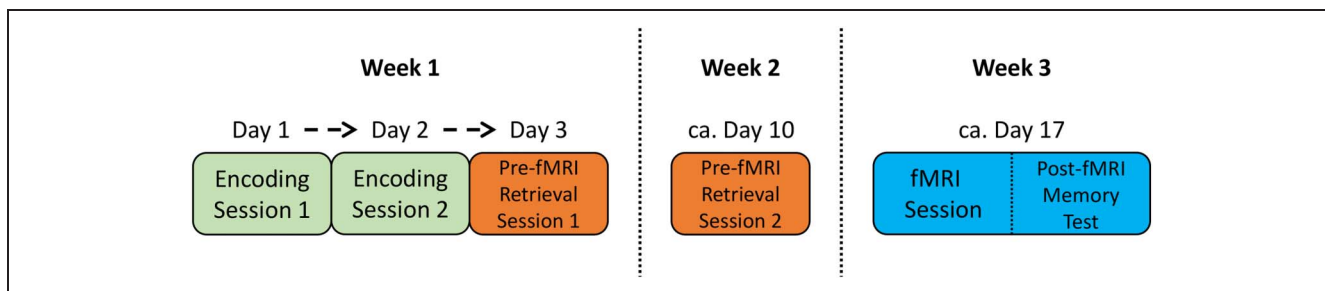 Week 1
Week 2
Week 3
Day 1 --> Day 2 --> Day 3
ca. Day 10
ca. Day 17
Encoding
Session 1
Encoding
Session 2
Pre-fMRI
Retrieval
Session 1
Pre-fMRI
Retrieval
Session 2
fMRI
Session
Post-fMRI
Memory
Test